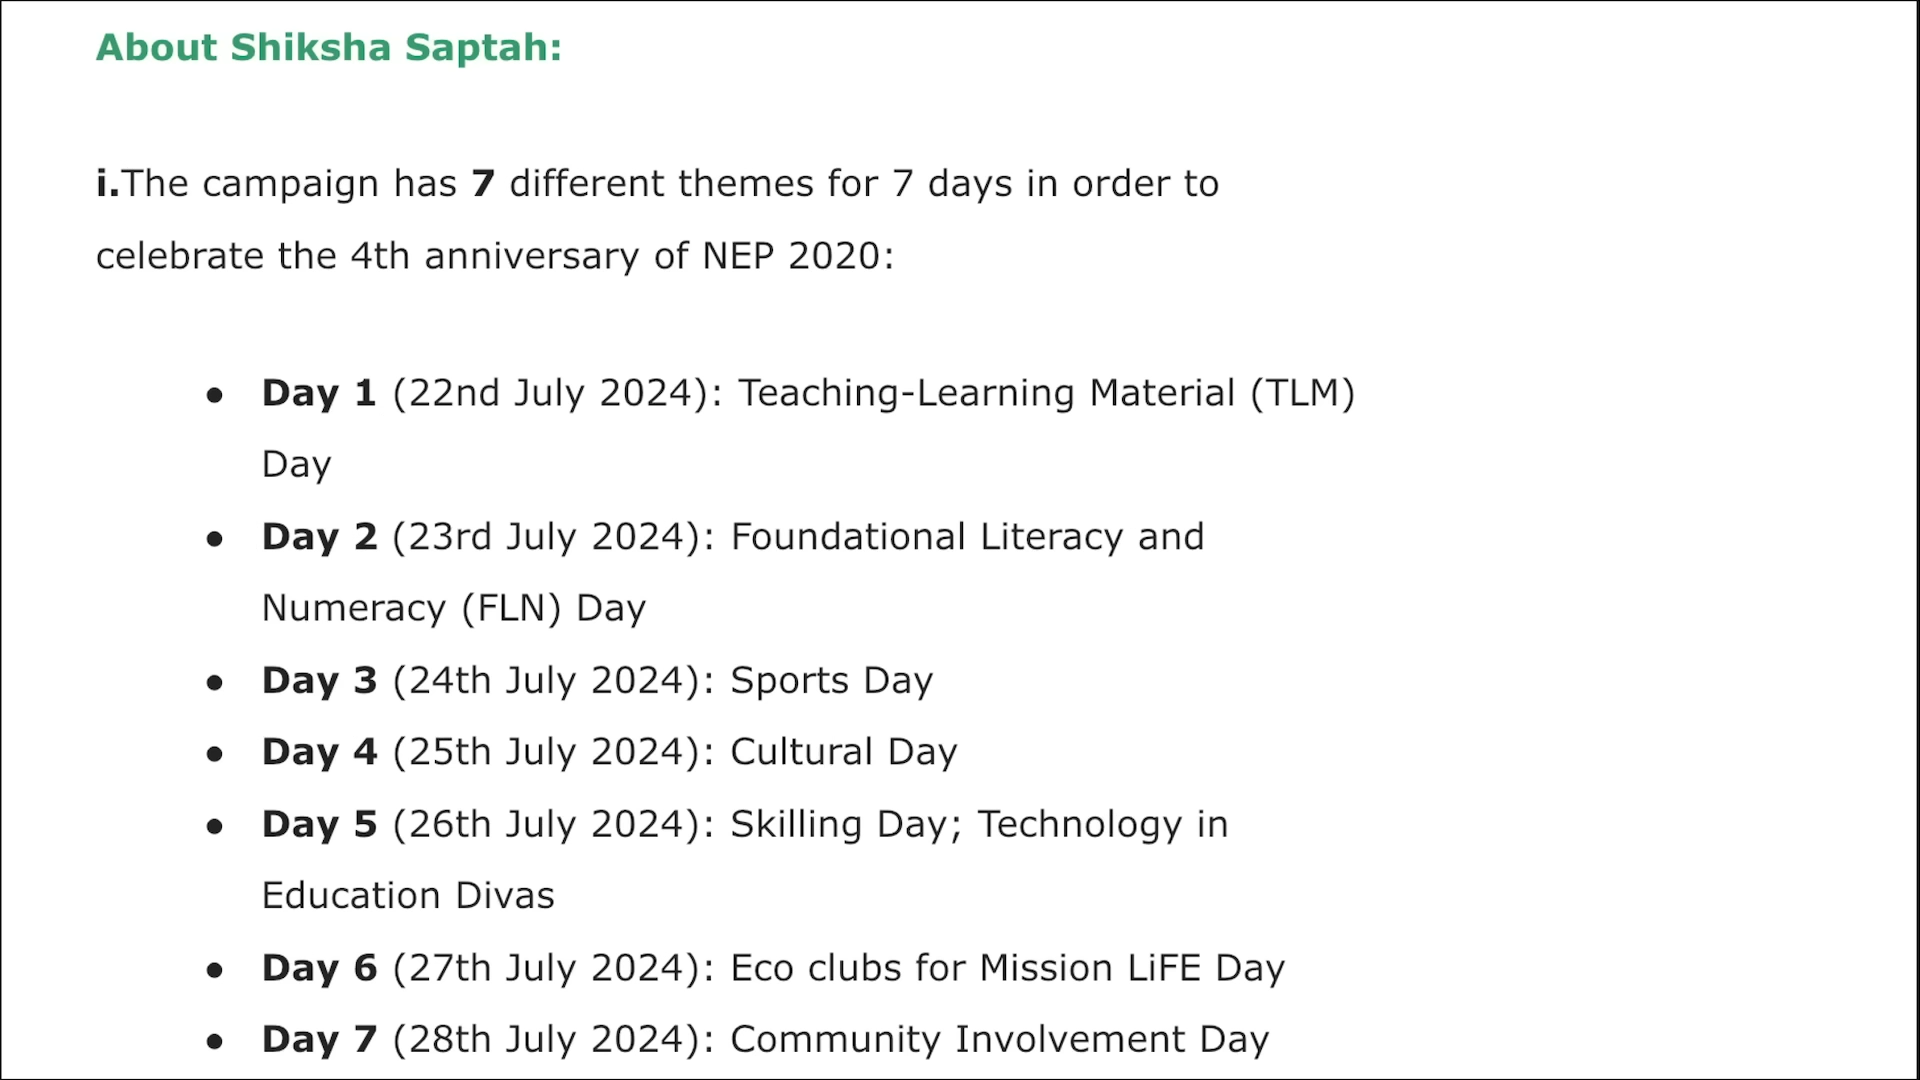 About Shiksha Saptah:
i.The campaign has 7 different themes for 7 days in order to
celebrate the 4th anniversary of NEP 2020:
● Day 1 (22nd July 2024): Teaching-Learning Material (TLM)
Day
● Day 2 (23rd July 2024): Foundational Literacy and
Numeracy (FLN) Day
● Day 3 (24th July 2024): Sports Day
● Day 4 (25th July 2024): Cultural Day
● Day 5 (26th July 2024): Skilling Day; Technology in
Education Divas
● Day 6 (27th July 2024): Eco clubs for Mission LiFE Day
● Day 7 (28th July 2024): Community Involvement Day